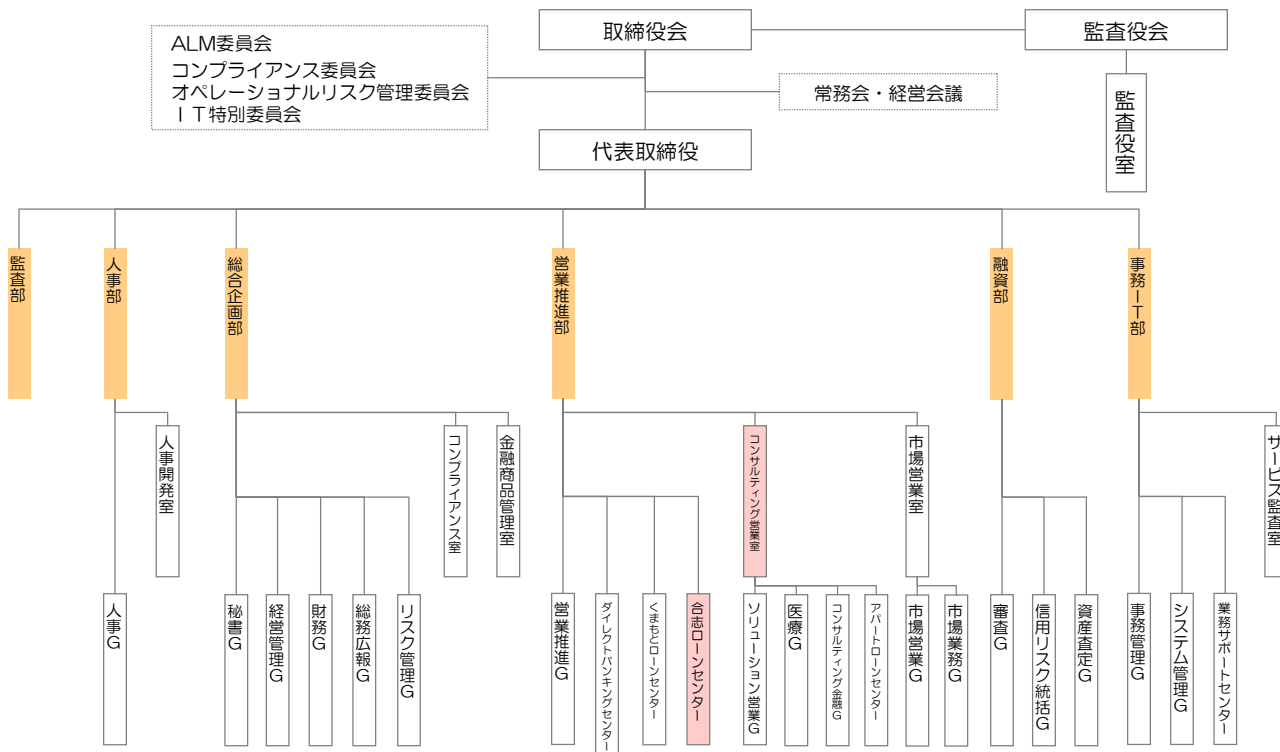 取締役会
監査役会
ALM委員会
コンプライアンス委員会
オペレーショナルリスク管理委員会
ＩＴ特別委員会
常務会・経営会議
監査役室
代表取締役
監査部
人事部
総合企画部
営業推進部
融資部
事務IT部
人事開発室
コンプライアンス室
金融商品管理室
コンサルティング営業室
市場営業室
サービス監査室
人事G
秘書G
経営管理G
財務G
総務広報G
リスク管理G
営業推進G
ダイレクトバンキングセンター
くまもとローンセンター
合志ローンセンター
ソリューション営業G
医療G
コンサルティング金融G
アパートローンセンター
市場営業G
市場業務G
審査G
信用リスク統括G
資産査定G
事務管理G
システム管理G
業務サポートセンター